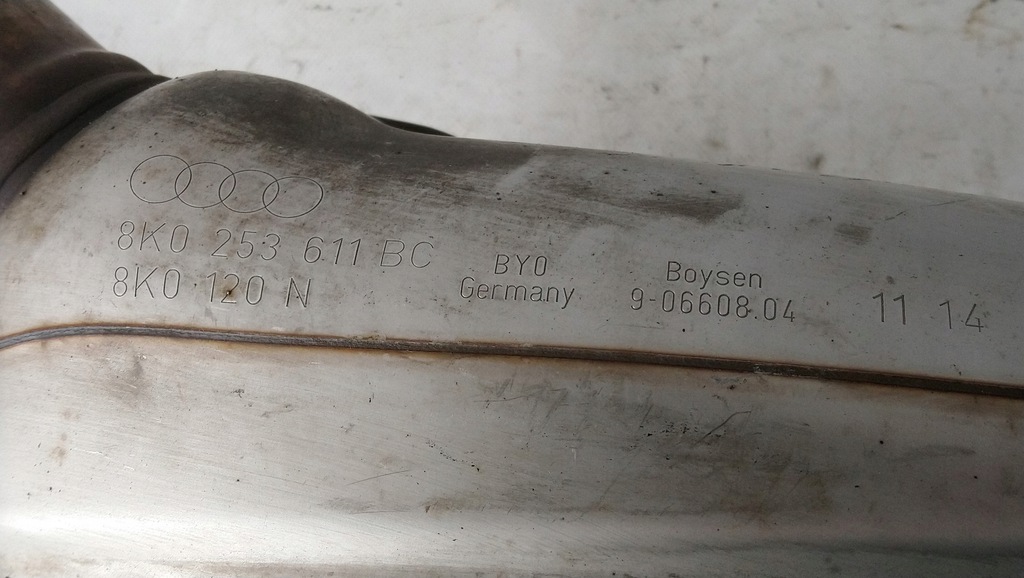 8K0 253 611 BC
8K0 120 N
BY0
Germany
Boysen
9-06608.04
11 14